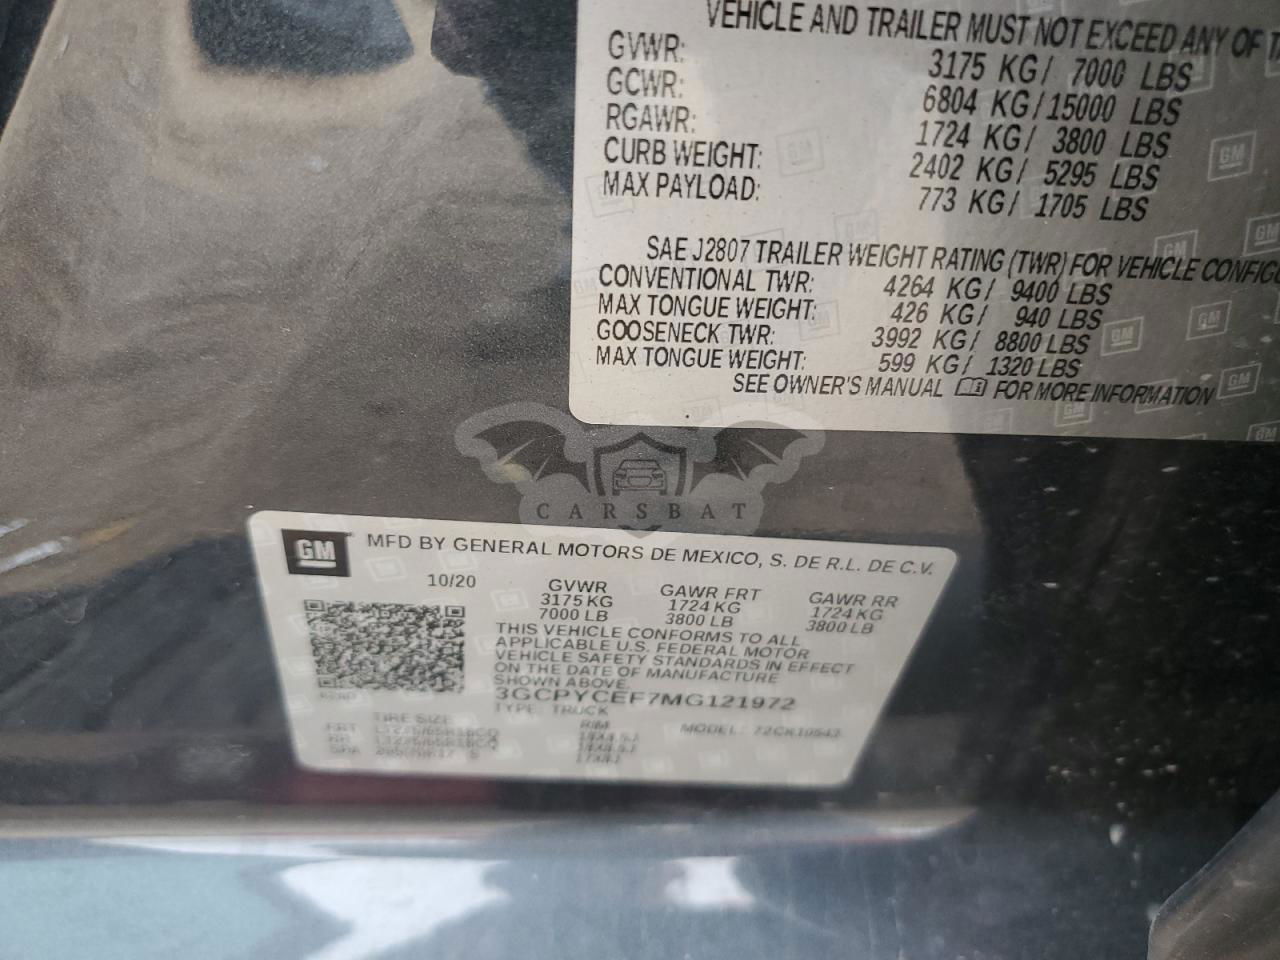 VEHICLE AND TRAILER MUST NOT EXCEED ANY OF
GVWR: 3175 KG/ 7000 LBS
GCWR: 6804 KG/15000 LBS
RGAWR: 1724 KG/ 3800 LBS
CURB WEIGHT: 2402 KG/ 5295 LBS
MAX PAYLOAD: 773 KG/ 1705 LBS
SAE J2807 TRAILER WEIGHT RATING (TWR) FOR VEHICLE
CONVENTIONAL TWR: 4264 KG/ 9400 LBS
MAX TONGUE WEIGHT: 426 KG/ 940 LBS
GOOSENECK TWR: 3992 KG/ 8800 LBS
MAX TONGUE WEIGHT: 599 KG/ 1320 LBS
SEE OWNER'S MANUAL FOR MORE INFORMATION
CARSBAT
GM MFD BY GENERAL MOTORS DE MEXICO, S. DE R.L. DE C.V.
10/20 GVWR GAWR FRT GAWR RR
3175 KG 1724 KG 1724 KG
7000 LB 3800 LB 3800 LB
THIS VEHICLE CONFORMS TO ALL
APPLICABLE U.S. FEDERAL MOTOR
VEHICLE SAFETY STANDARDS IN EFFECT
ON THE DATE OF MANUFACTURE
SHOWN ABOVE.
3GCPYCEF7MG121972
TYPE: TRUCK
TIRE SIZE RIM MODEL:
FRT
RR